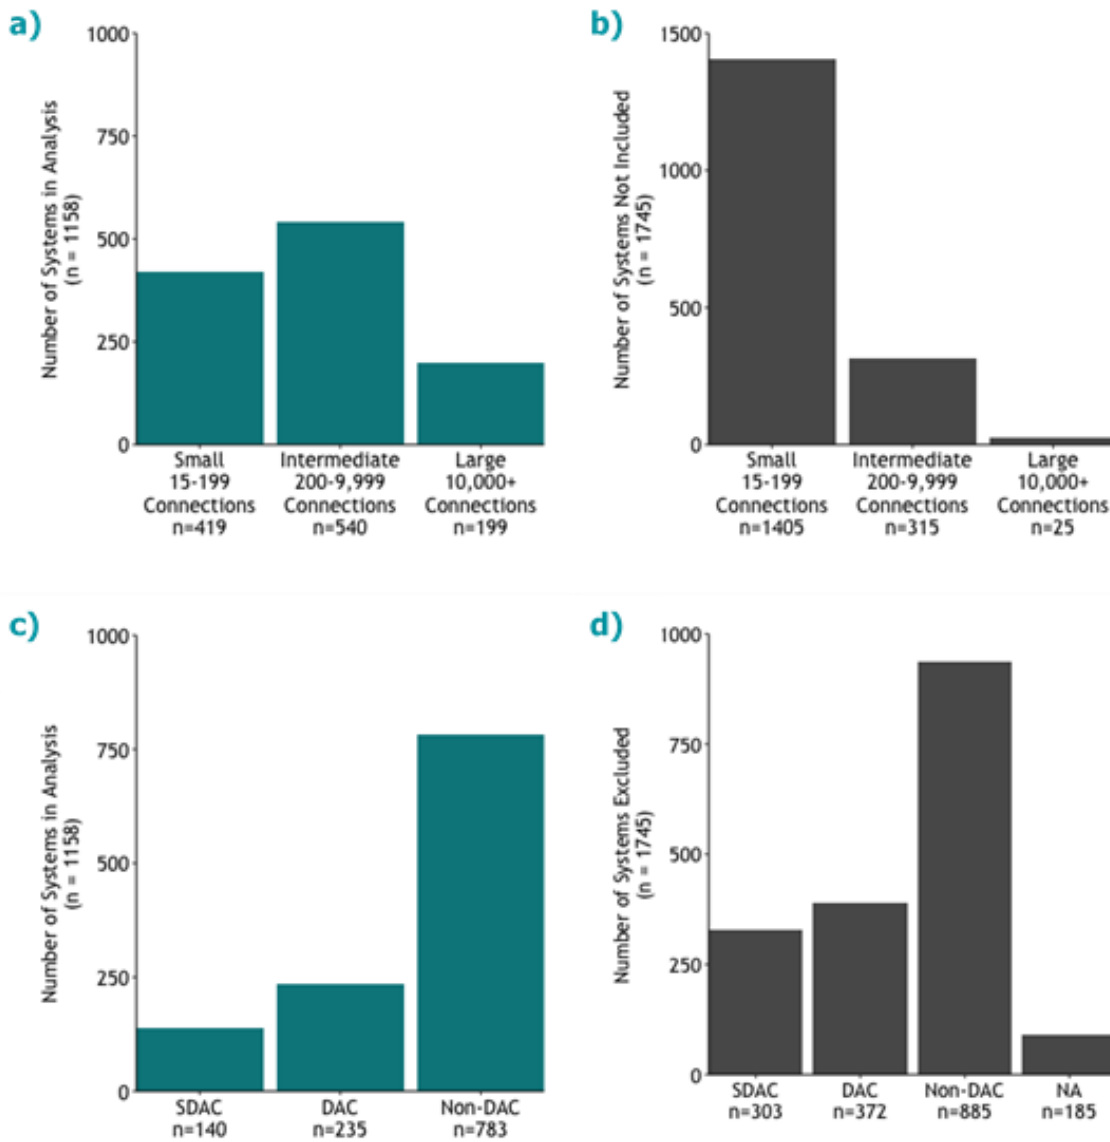 a)
Number of Systems in Analysis
(n = 1158)
1000
750
500
250
0
Small
15-199
Connections
n=419
Intermediate
200-9,999
Connections
n=540
Large
10,000+
Connections
n=199
b)
Number of Systems Not Included
(n = 1745)
1500
1000
500
0
Small
15-199
Connections
n=1405
Intermediate
200-9,999
Connections
n=315
Large
10,000+
Connections
n=25
c)
Number of Systems in Analysis
(n = 1158)
1000
750
500
250
0
SDAC
n=140
DAC
n=235
Non-DAC
n=783
d)
Number of Systems Excluded
(n = 1745)
1000
750
500
250
0
SDAC
n=303
DAC
n=372
Non-DAC
n=885
NA
n=185